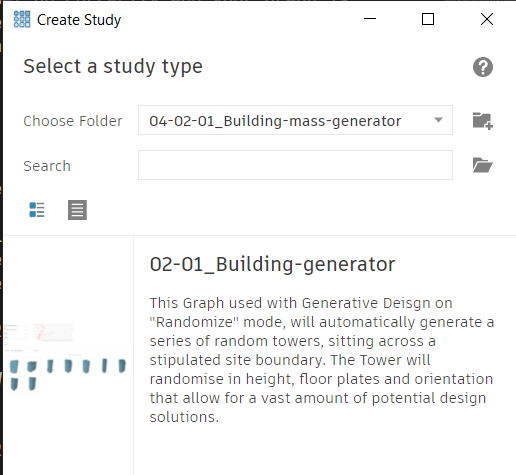 Create Study
Select a study type
Choose Folder
04-02-01_Building-mass-generator
Search
02-01_Building-generator
This Graph used with Generative Deisgn on
"Randomize" mode, will automatically generate a
series of random towers, sitting across a
stipulated site boundary. The Tower will
randomise in height, floor plates and orientation
that allow for a vast amount of potential design
solutions.